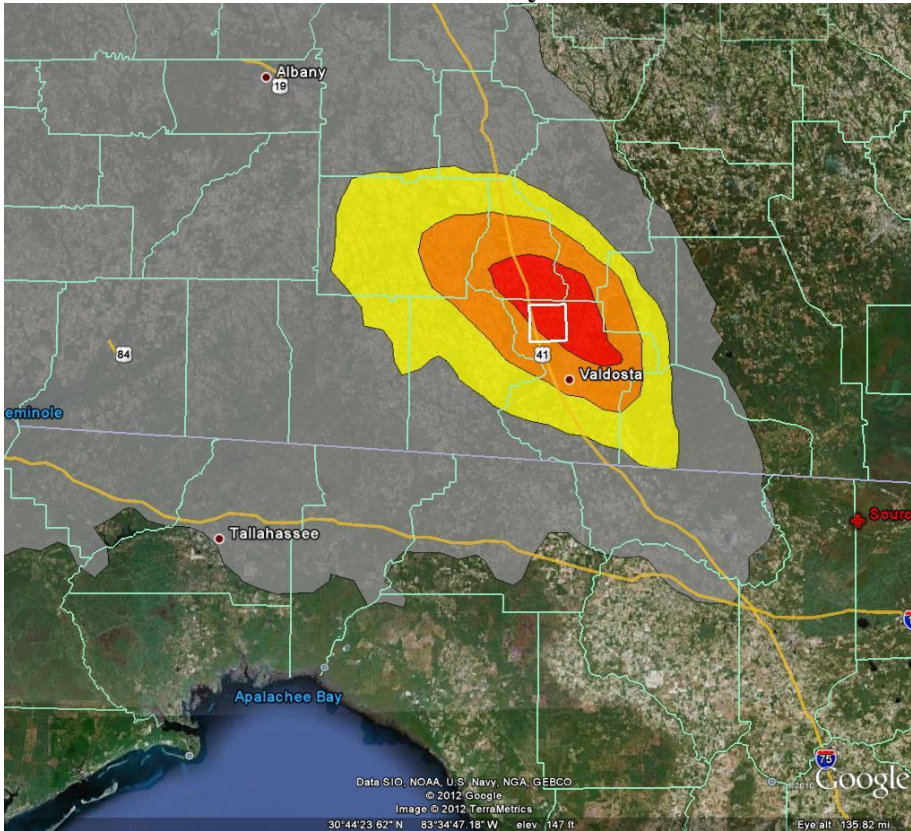 Albany
19
84
41
Valdosta
eminole
Sourc
Tallahassee
Apalachee Bay
75
Data SIO, NOAA, U.S. Navy, NGA, GEBCO
© 2012 Google
Image © 2012 TerraMetrics
©2010 Google
30°44'23.62" N 83°34'47.18" W elev 147 ft
Eye alt 135.82 mi